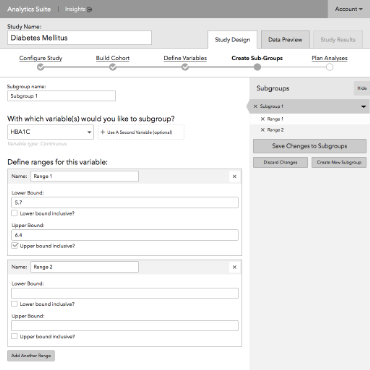 Analytics Suite Insights Account
Study Name:
Diabetes Mellitus
Study Design Data Preview Study Results
Configure Study Build Cohort Define Variables Create Sub-Groups Plan Analyses
Subgroup name:
Subgroup 1
With which variable(s) would you like to subgroup?
HBA1C + Use A Second Variable (optional)
Variable type: Continuous
Define ranges for this variable:
Name: Range 1 ×
Lower Bound:
5.7
Lower bound inclusive?
Upper Bound:
6.4
Upper bound inclusive?
Name: Range 2 ×
Lower Bound:
Lower bound inclusive?
Upper Bound:
Upper bound inclusive?
Add Another Range
Subgroups Hide
× Subgroup 1
× Range 1
× Range 2
Save Changes to Subgroups
Discard Changes Create New Subgroup